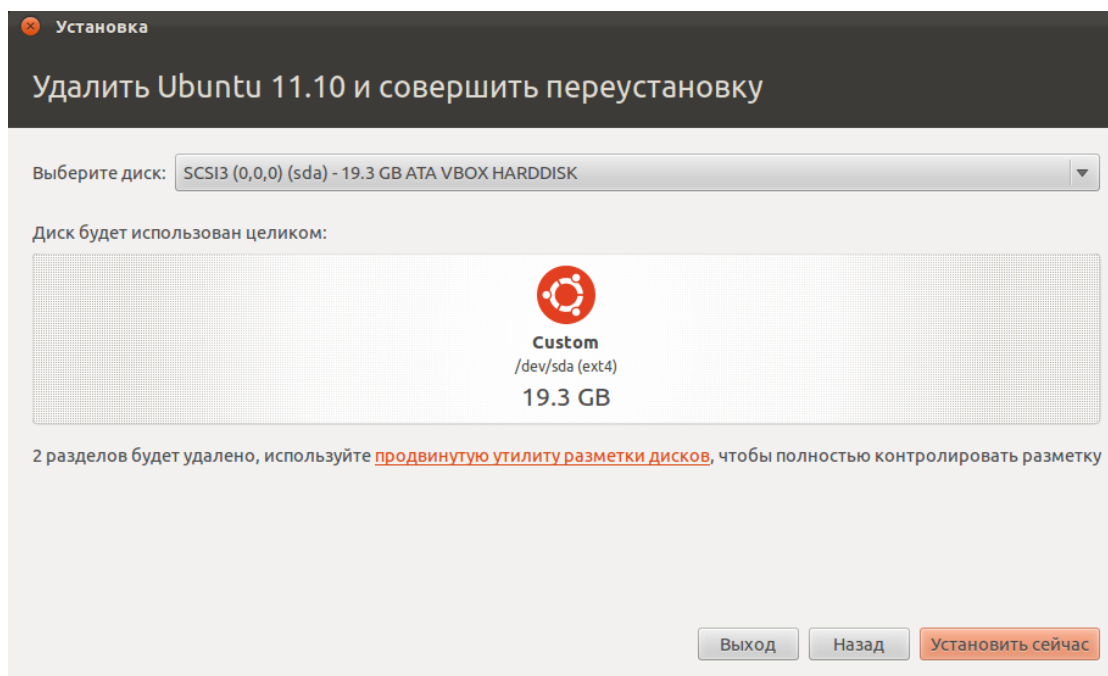 Установка
Удалить Ubuntu 11.10 и совершить переустановку
Выберите диск: SCSI3 (0,0,0) (sda) - 19.3 GB ATA VBOX HARDDISK
Диск будет использован целиком:
Custom
/dev/sda (ext4)
19.3 GB
2 разделов будет удалено, используйте продвинутую утилиту разметки дисков, чтобы полностью контролировать разметку
Выход Назад Установить сейчас